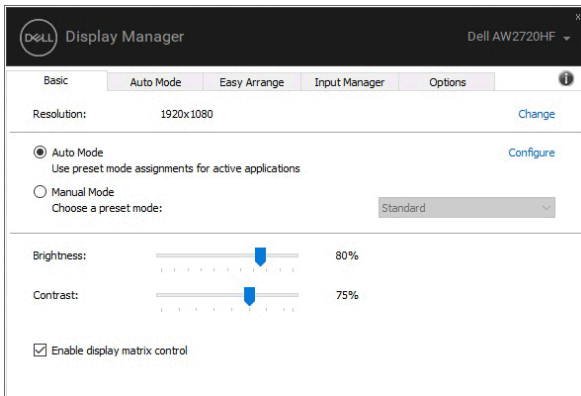 DELL Display Manager
Dell AW2720HF
Basic Auto Mode Easy Arrange Input Manager Options
Resolution: 1920x1080 Change
Auto Mode Configure
Use preset mode assignments for active applications
Manual Mode
Choose a preset mode: Standard
Brightness: 80%
Contrast: 75%
Enable display matrix control